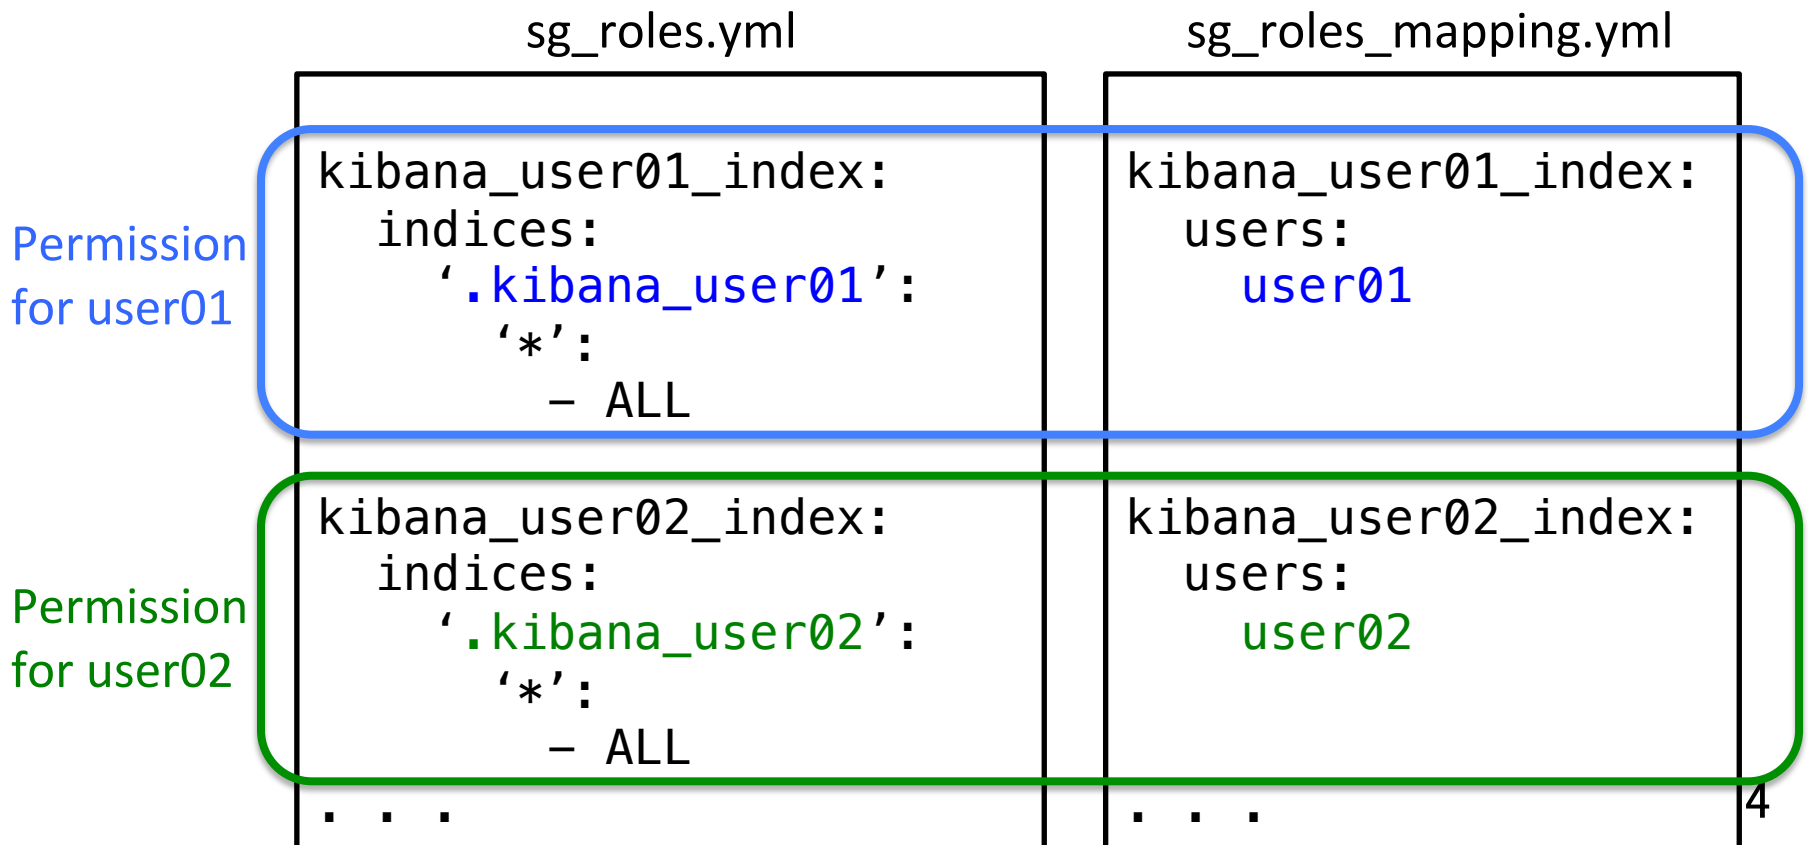 sg_roles.yml
sg_roles_mapping.yml
Permission
for user01
kibana_user01_index:
  indices:
    ‘.kibana_user01’:
      ‘*’:
        – ALL
kibana_user01_index:
  users:
    user01
Permission
for user02
kibana_user02_index:
  indices:
    ‘.kibana_user02’:
      ‘*’:
        – ALL
kibana_user02_index:
  users:
    user02
. . .
. . .
4